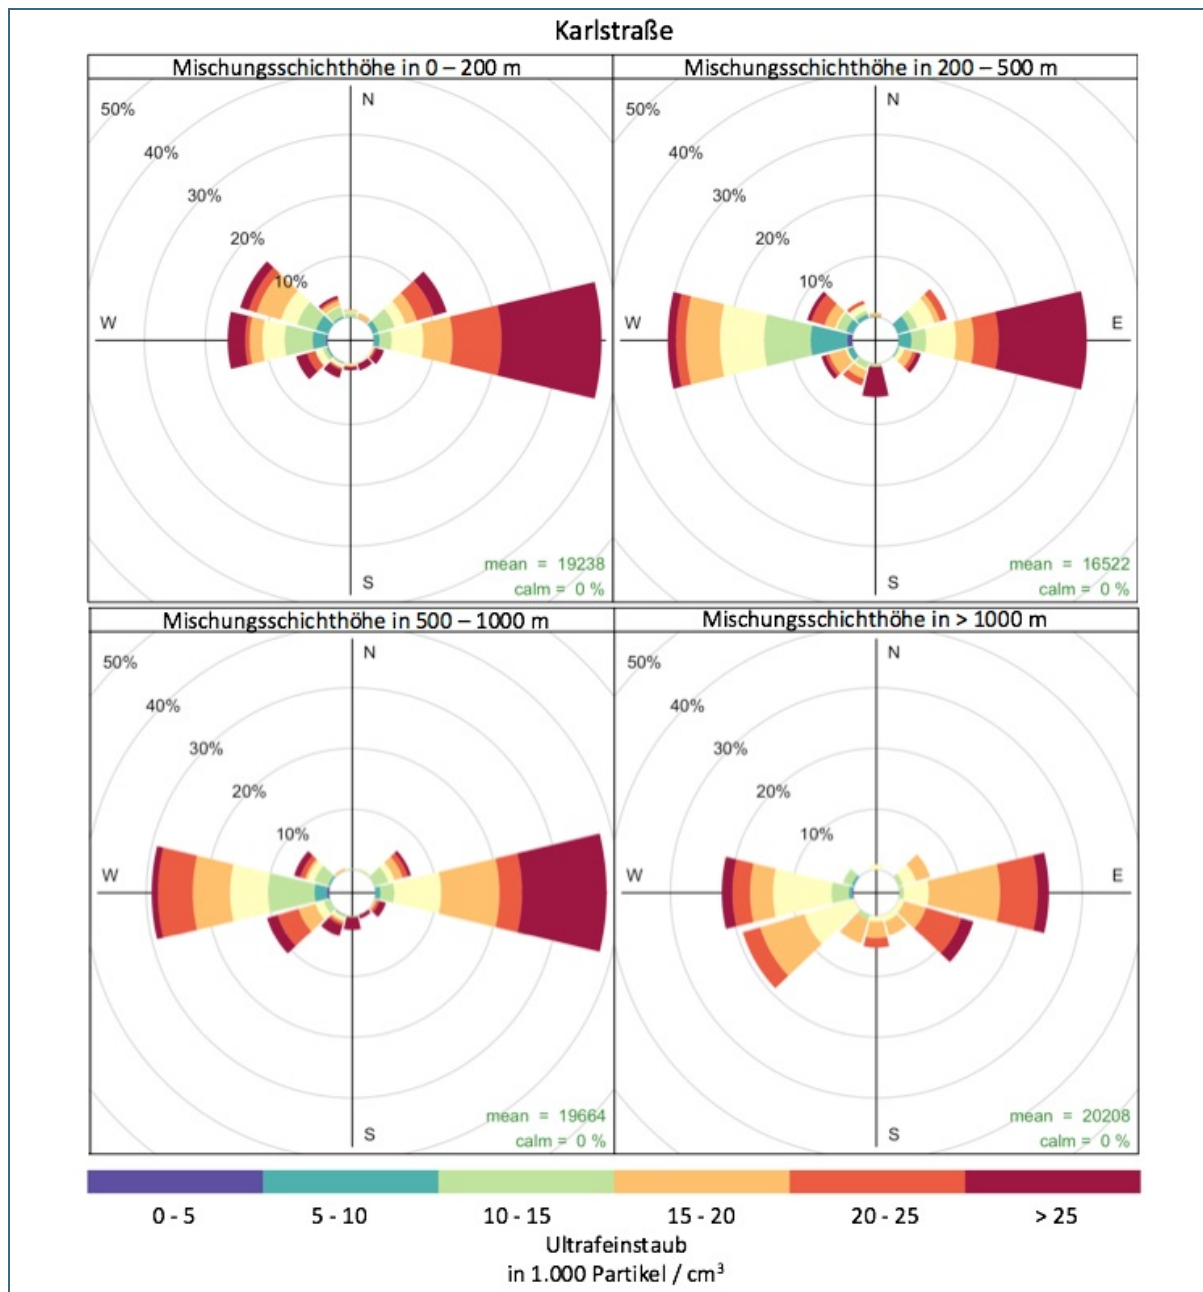 Karlstraße
Mischungsschichthöhe in 0 – 200 m
50%
40%
30%
20%
10%
N
W
S
mean = 19238
calm = 0 %
Mischungsschichthöhe in 200 – 500 m
50%
40%
30%
20%
10%
N
W
E
S
mean = 16522
calm = 0 %
Mischungsschichthöhe in 500 – 1000 m
50%
40%
30%
20%
10%
N
W
S
mean = 19664
calm = 0 %
Mischungsschichthöhe in > 1000 m
50%
40%
30%
20%
10%
N
W
E
S
mean = 20208
calm = 0 %
0 - 5 5 - 10 10 - 15 15 - 20 20 - 25 > 25
Ultrafeinstaub
in 1.000 Partikel / cm³